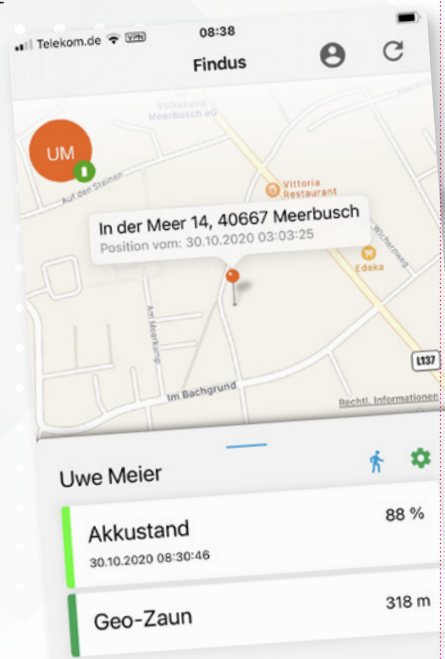 Telekom.de VPN 08:38
Findus
Volksbank
Meerbusch eG
UM
Auf den Steinen
Vittoria
Restaurant
In der Meer 14, 40667 Meerbusch
Position vom: 30.10.2020 03:03:25
Wichernweg
Edeka
Am Meerkamp
L137
Im Bachgrund
Rechtl. Informationen
Uwe Meier
Akkustand 88 %
30.10.2020 08:30:46
Geo-Zaun 318 m